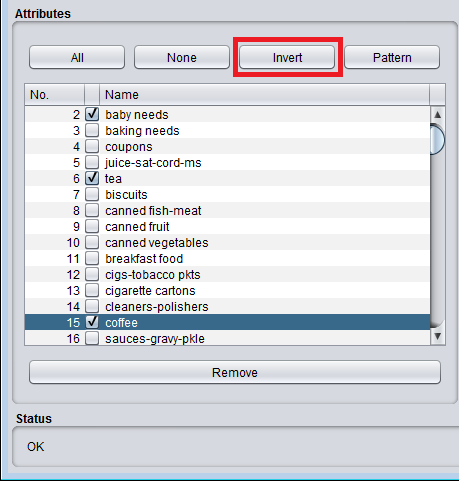 Attributes
All None Invert Pattern
No. Name
2 baby needs
3 baking needs
4 coupons
5 juice-sat-cord-ms
6 tea
7 biscuits
8 canned fish-meat
9 canned fruit
10 canned vegetables
11 breakfast food
12 cigs-tobacco pkts
13 cigarette cartons
14 cleaners-polishers
15 coffee
16 sauces-gravy-pkle
Remove
Status
OK